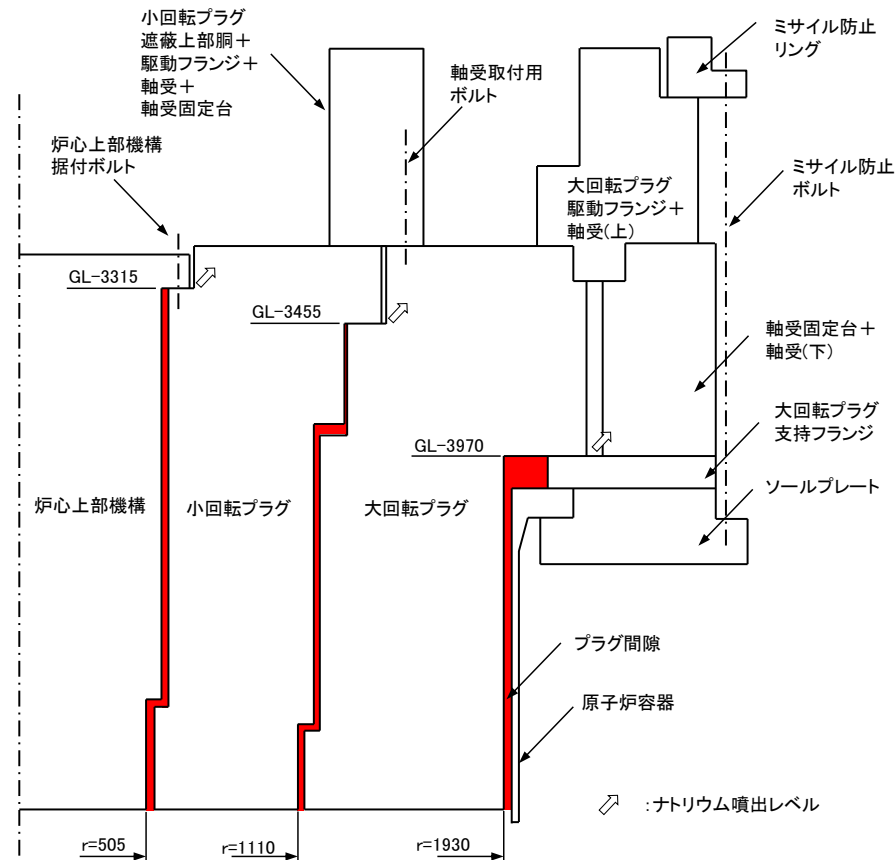 小回転プラグ
遮蔽上部胴＋
駆動フランジ＋
軸受＋
軸受固定台
軸受取付用
ボルト
ミサイル防止
リング
炉心上部機構
据付ボルト
大回転プラグ
駆動フランジ＋
軸受(上)
ミサイル防止
ボルト
GL-3315
GL-3455
軸受固定台＋
軸受(下)
大回転プラグ
支持フランジ
GL-3970
ソールプレート
炉心上部機構
小回転プラグ
大回転プラグ
プラグ間隙
原子炉容器
:ナトリウム噴出レベル
r=505
r=1110
r=1930